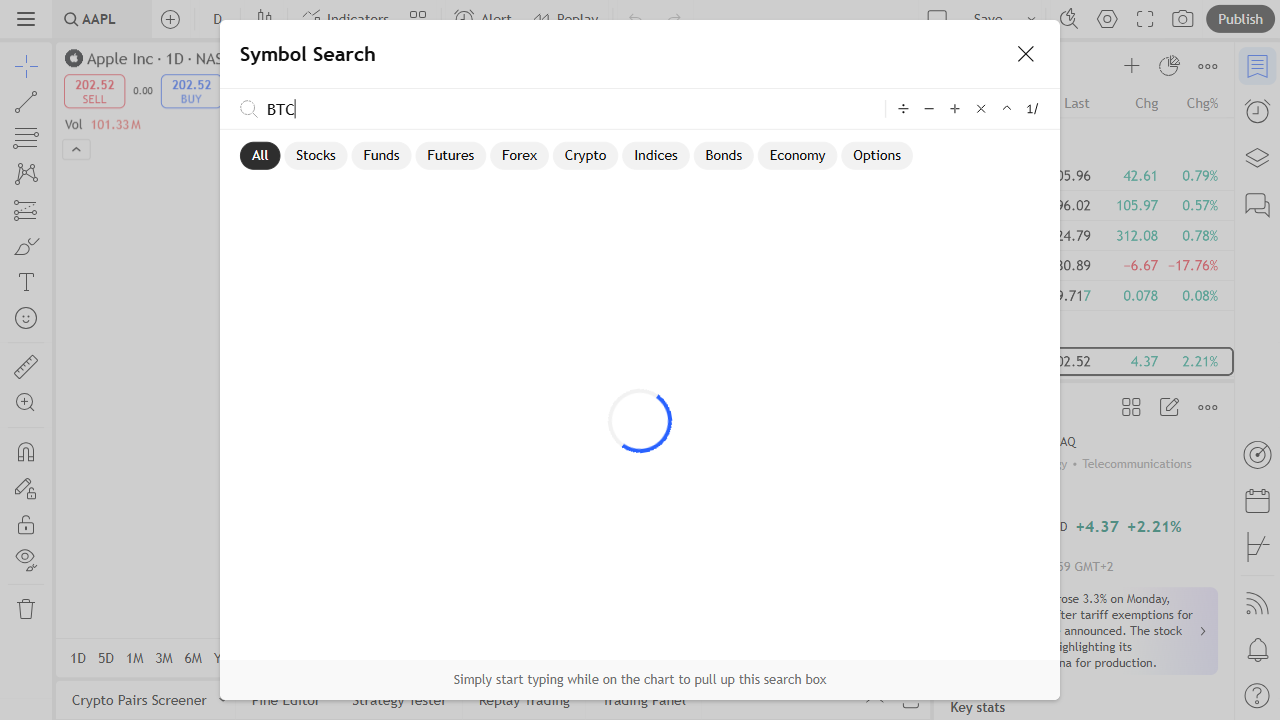 AAPL
D
Indicators
Alert
Replay
Save
Publish
Symbol Search
BTC
1/
All
Stocks
Funds
Futures
Forex
Crypto
Indices
Bonds
Economy
Options
Apple Inc · 1D · NAS
202.52
SELL
0.00
202.52
BUY
Vol 101.33 M
Last Chg Chg%
05.96 42.61 0.79%
96.02 105.97 0.57%
24.79 312.08 0.78%
30.89 −6.67 −17.76%
9.717 0.078 0.08%
02.52 4.37 2.21%
AQ
y • Telecommunications
D +4.37 +2.21%
59 GMT+2
rose 3.3% on Monday,
fter tariff exemptions for
announced. The stock
ighlighting its
na for production.
Key stats
1D 5D 1M 3M 6M Y
Simply start typing while on the chart to pull up this search box
Crypto Pairs Screener
Pine Editor
Strategy Tester
Replay Trading
Trading Panel